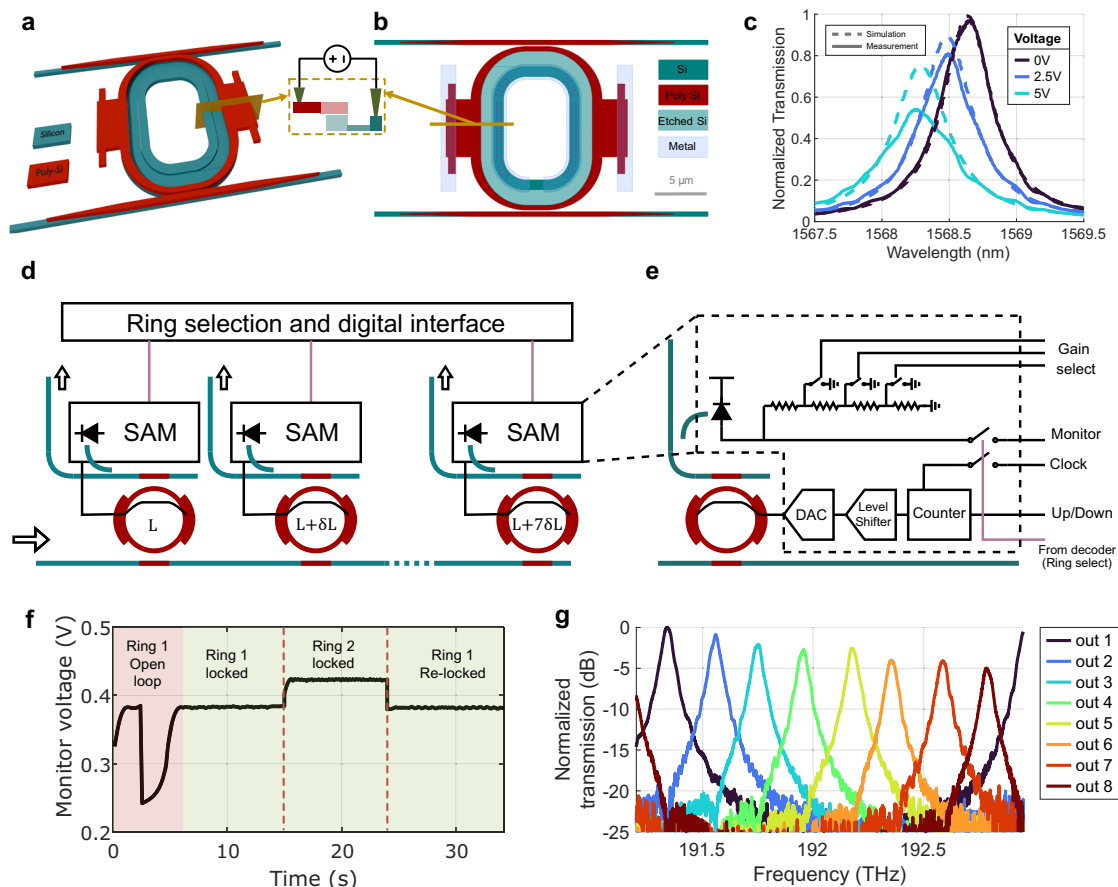 a
Silicon
Poly-Si
+ -
b
Si
Poly Si
Etched Si
Metal
5 μm
c
Normalized Transmission
1
0.8
0.6
0.4
0.2
0
Simulation
Measurement
Voltage
0V
2.5V
5V
1567.5 1568 1568.5 1569 1569.5
Wavelength (nm)
d
Ring selection and digital interface
SAM SAM SAM
L L+δL L+7δL
e
Gain
select
Monitor
Clock
Up/Down
From decoder
(Ring select)
DAC
Level
Shifter
Counter
f
Monitor voltage (V)
0.5
0.4
0.3
0.2
Ring 1
Open
loop
Ring 1
locked
Ring 2
locked
Ring 1
Re-locked
0 10 20 30
Time (s)
g
Normalized
transmission (dB)
0
-5
-10
-15
-20
-25
191.5 192 192.5
Frequency (THz)
out 1
out 2
out 3
out 4
out 5
out 6
out 7
out 8